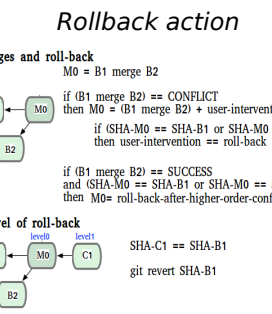 Rollback action
ges and roll-back
M0 = B1 merge B2
if (B1 merge B2) == CONFLICT
then M0 = (B1 merge B2) + user-intervent
if (SHA-M0 == SHA-B1 or SHA-M0
then user-intervention == roll-back
M0
B2
if (B1 merge B2) == SUCCESS
and (SHA-M0 == SHA-B1 or SHA-M0 ==
then M0= roll-back-after-higher-order-conf
vel of roll-back
level0 level1
M0 C1
SHA-C1 == SHA-B1
git revert SHA-B1
B2